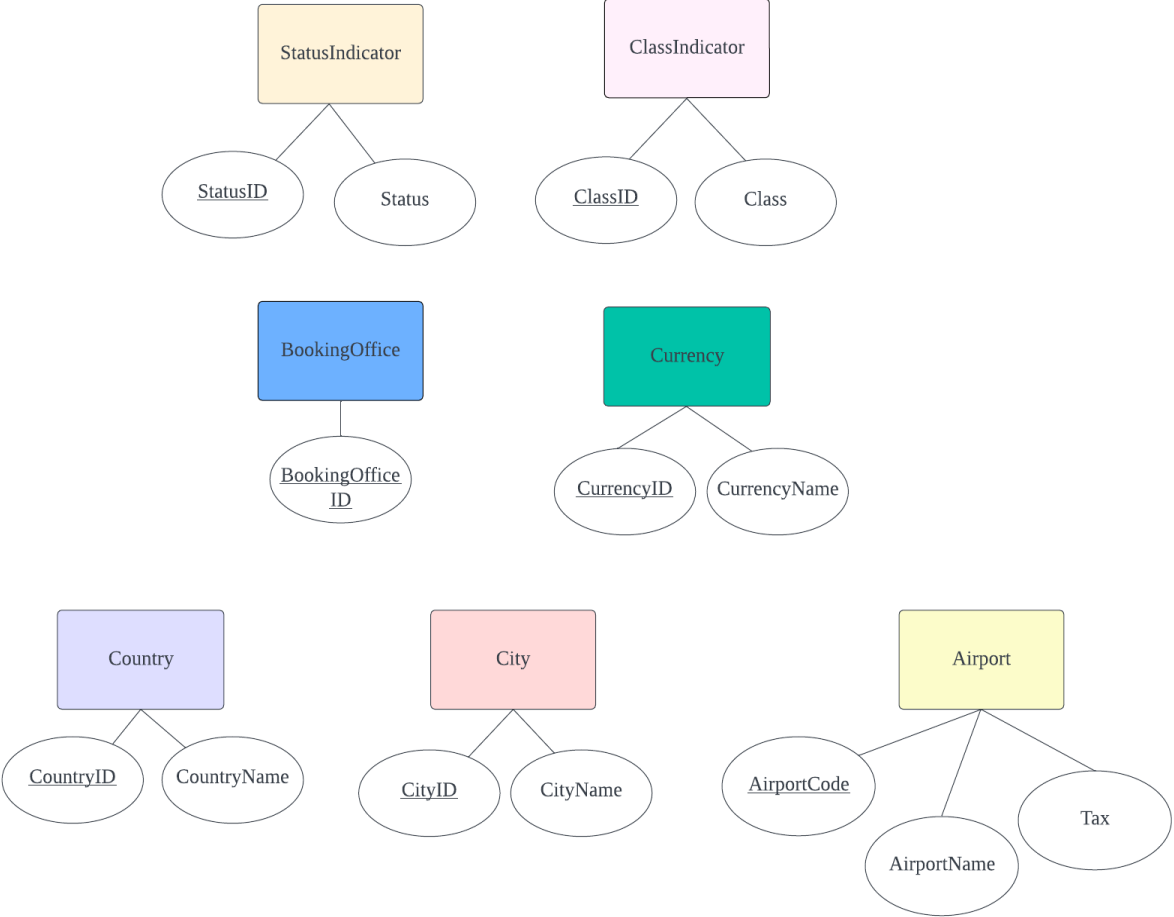 StatusIndicator
ClassIndicator
StatusID
Status
ClassID
Class
BookingOffice
Currency
BookingOffice
ID
CurrencyID
CurrencyName
Country
City
Airport
CountryID
CountryName
CityID
CityName
AirportCode
AirportName
Tax